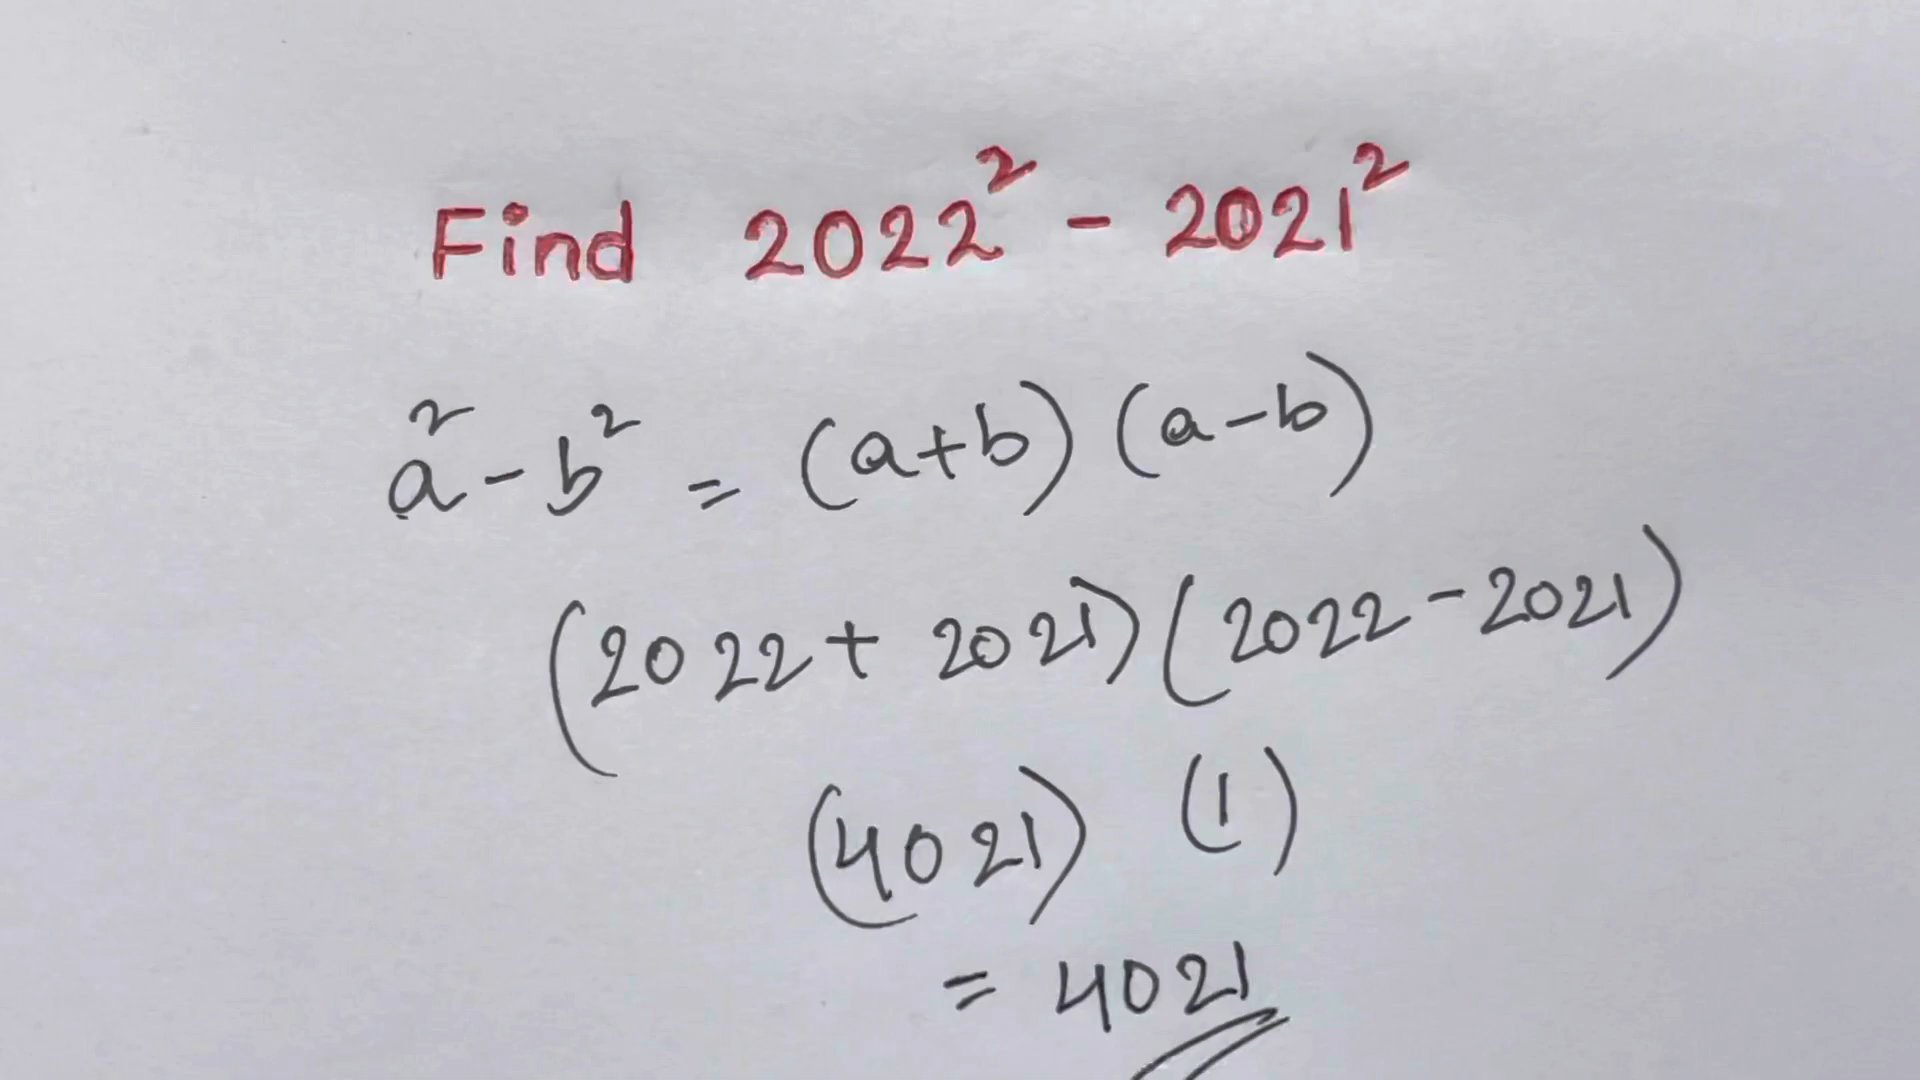 Find 2022² - 2021²
a² - b² = (a+b) (a-b)
(2022 + 2021) (2022 - 2021)
(4021) (1)
= 4021